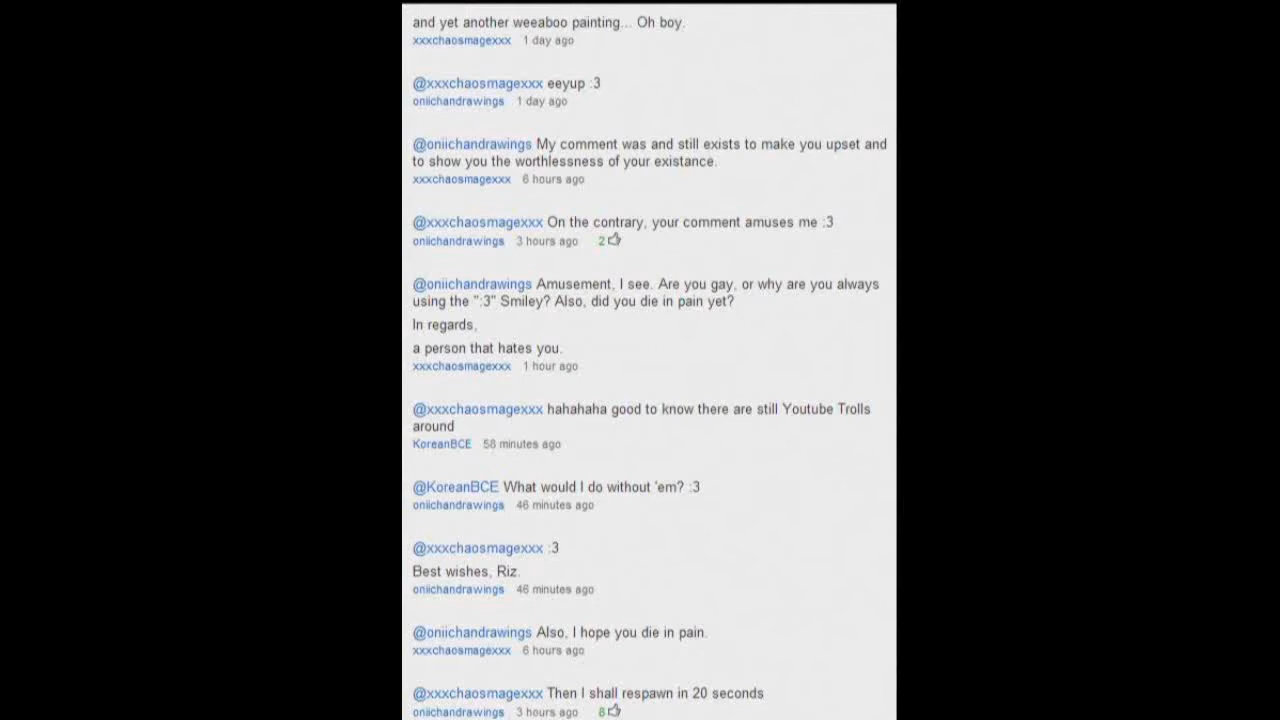 and yet another weeaboo painting... Oh boy.
xxxchaosmagexxx 1 day ago
@xxxchaosmagexxx eeyup :3
oniichandrawings 1 day ago
@oniichandrawings My comment was and still exists to make you upset and
to show you the worthlessness of your existance.
xxxchaosmagexxx 6 hours ago
@xxxchaosmagexxx On the contrary, your comment amuses me :3
oniichandrawings 3 hours ago 2
@oniichandrawings Amusement, I see. Are you gay, or why are you always
using the ":3" Smiley? Also, did you die in pain yet?
In regards,
a person that hates you.
xxxchaosmagexxx 1 hour ago
@xxxchaosmagexxx hahahaha good to know there are still Youtube Trolls
around
KoreanBCE 58 minutes ago
@KoreanBCE What would I do without 'em? :3
oniichandrawings 46 minutes ago
@xxxchaosmagexxx :3
Best wishes, Riz.
oniichandrawings 46 minutes ago
@oniichandrawings Also, I hope you die in pain.
xxxchaosmagexxx 6 hours ago
@xxxchaosmagexxx Then I shall respawn in 20 seconds
oniichandrawings 3 hours ago 8